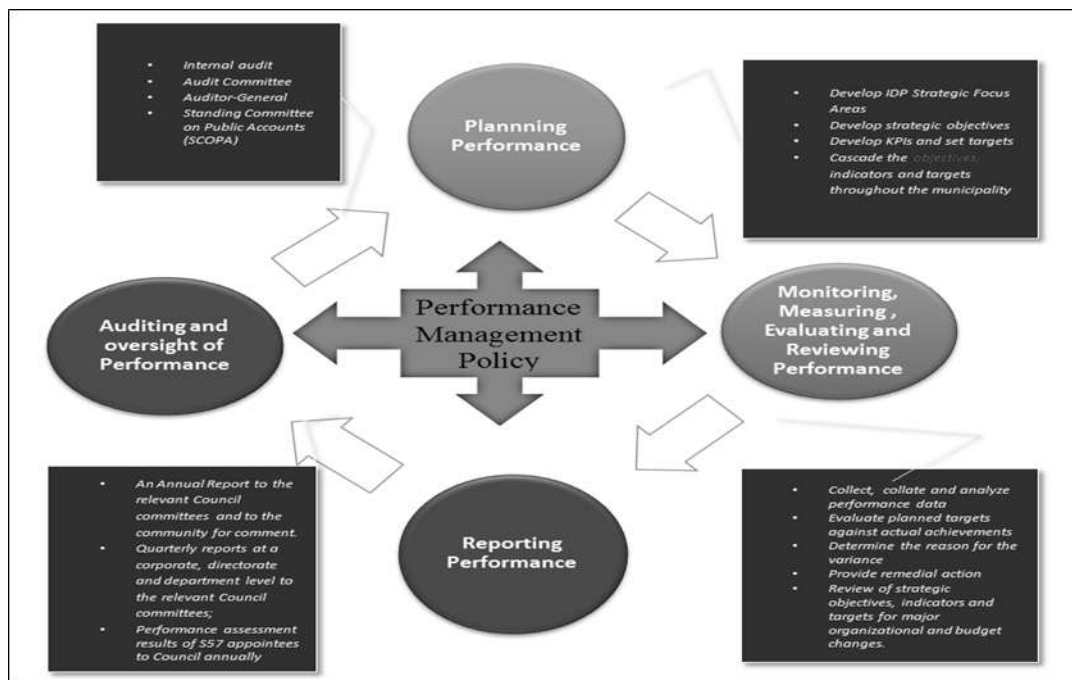 • Internal audit
• Audit Committee
• Auditor-General
• Standing Committee
on Public Accounts
(SCOPA)
Plannning
Performance
• Develop IDP Strategic Focus
Areas
• Develop strategic objectives
• Develop KPIs and set targets
• Cascade the objectives,
indicators and targets
throughout the municipality
Auditing and
oversight of
Performance
Performance
Management
Policy
Monitoring,
Measuring ,
Evaluating and
Reviewing
Performance
• An Annual Report to the
relevant Council
committees and to the
community for comment.
• Quarterly reports at a
corporate, directorate
and department level to
the relevant Council
committees;
• Performance assessment
results of S57 appointees
to Council annually
Reporting
Performance
• Collect, collate and analyze
performance data
• Evaluate planned targets
against actual achievements
• Determine the reason for the
variance
• Provide remedial action
• Review of strategic
objectives, indicators and
targets for major
organizational and budget
changes.